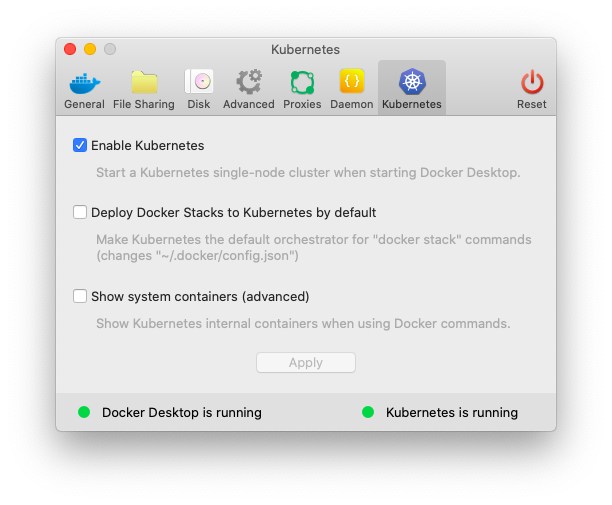 Kubernetes
General File Sharing Disk Advanced Proxies Daemon Kubernetes Reset
Enable Kubernetes
Start a Kubernetes single-node cluster when starting Docker Desktop.
Deploy Docker Stacks to Kubernetes by default
Make Kubernetes the default orchestrator for "docker stack" commands
(changes "~/.docker/config.json")
Show system containers (advanced)
Show Kubernetes internal containers when using Docker commands.
Apply
Docker Desktop is running Kubernetes is running